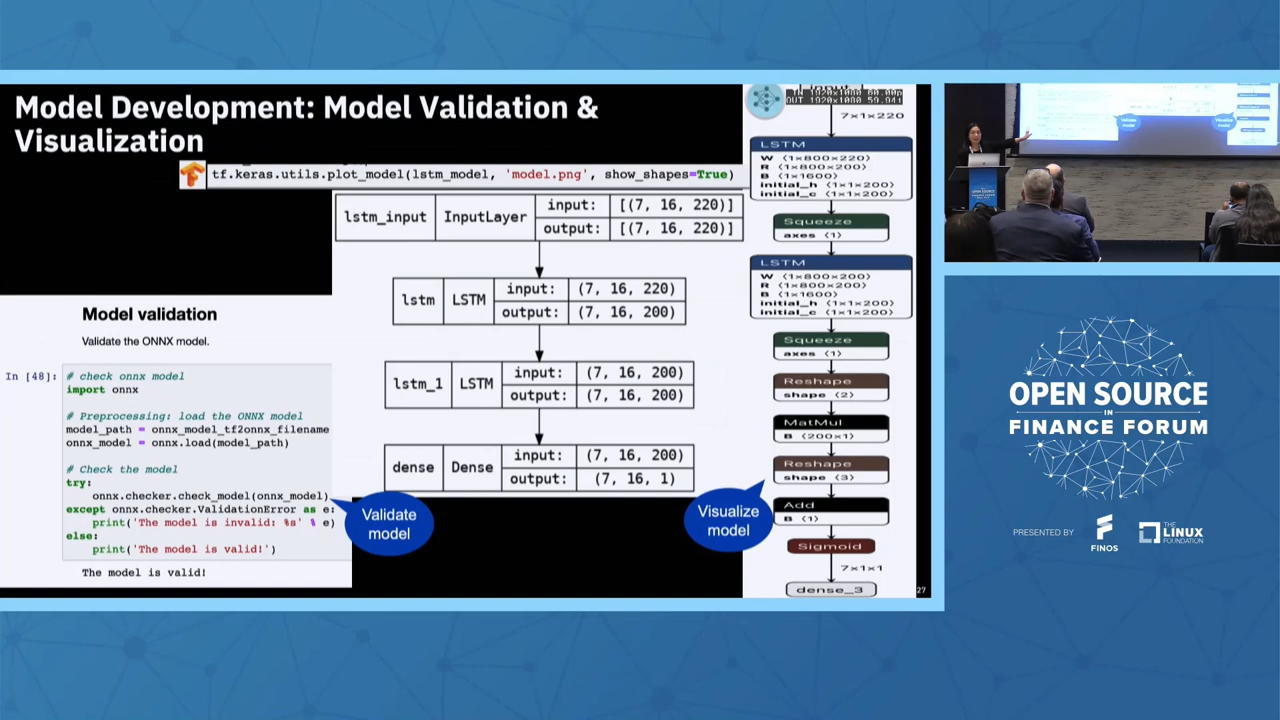 Model Development: Model Validation &
Visualization
tf.keras.utils.plot_model(lstm_model, 'model.png', show_shapes=True)
lstm_input InputLayer input: [(7, 16, 220)]
output: [(7, 16, 220)]
lstm LSTM input: (7, 16, 220)
output: (7, 16, 200)
lstm_1 LSTM input: (7, 16, 200)
output: (7, 16, 200)
dense Dense input: (7, 16, 200)
output: (7, 16, 1)
Model validation
Validate the ONNX model.
In [48]:
# check onnx model
import onnx
# Preprocessing: load the ONNX model
model_path = onnx_model_tf2onnx_filename
onnx_model = onnx.load(model_path)
# Check the model
try:
onnx.checker.check_model(onnx_model)
except onnx.checker.ValidationError as e:
print('The model is invalid: %s' % e)
else:
print('The model is valid!')
The model is valid!
Validate
model
Visualize
model
OUT 1920x1080 59.941
7×1×220
LSTM
W ⟨1×800×220⟩
R ⟨1×800×200⟩
B ⟨1×1600⟩
initial_h ⟨1×1×200⟩
initial_c ⟨1×1×200⟩
Squeeze
axes ⟨1⟩
LSTM
W ⟨1×800×200⟩
R ⟨1×800×200⟩
B ⟨1×1600⟩
initial_h ⟨1×1×200⟩
initial_c ⟨1×1×200⟩
Squeeze
axes ⟨1⟩
Reshape
shape ⟨2⟩
MatMul
B ⟨200×1⟩
Reshape
shape ⟨3⟩
Add
B ⟨1⟩
Sigmoid
7×1×1
dense_3
27
OPEN SOURCE
IN
FINANCE FORUM
PRESENTED BY
FINOS
THE
LINUX
FOUNDATION